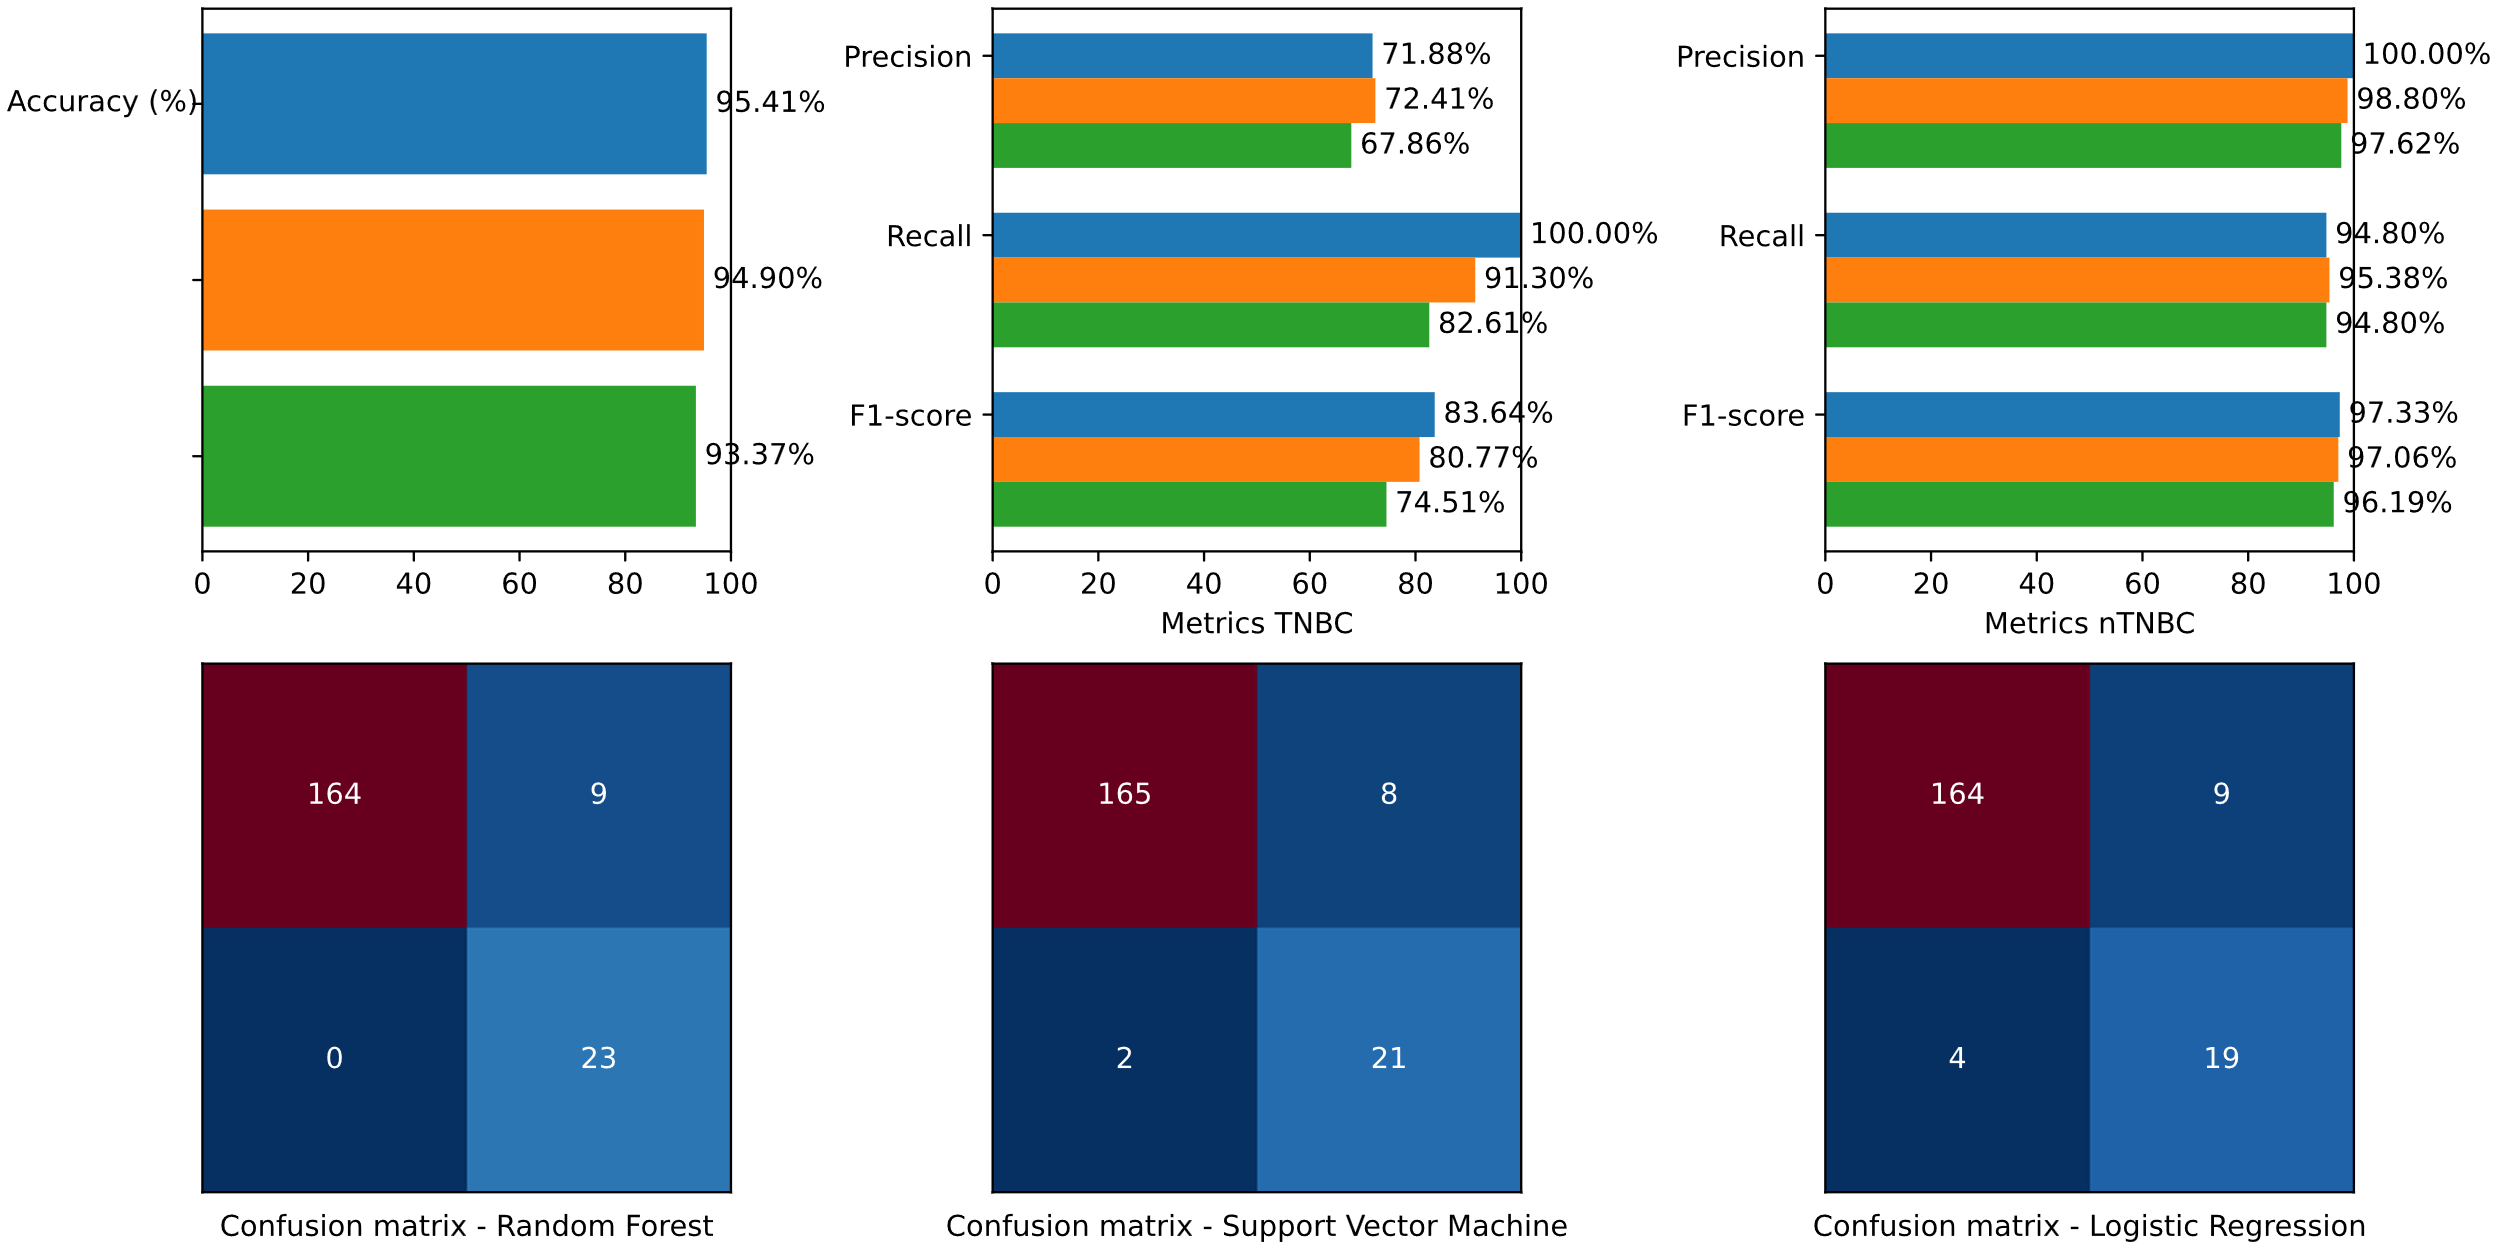 Accuracy (%)
95.41%
94.90%
93.37%
0 20 40 60 80 100
Precision
71.88%
72.41%
67.86%
Recall
100.00%
91.30%
82.61%
F1-score
83.64%
80.77%
74.51%
0 20 40 60 80 100
Metrics TNBC
Precision
100.00%
98.80%
97.62%
Recall
94.80%
95.38%
94.80%
F1-score
97.33%
97.06%
96.19%
0 20 40 60 80 100
Metrics nTNBC
164 9
0 23
Confusion matrix - Random Forest
165 8
2 21
Confusion matrix - Support Vector Machine
164 9
4 19
Confusion matrix - Logistic Regression